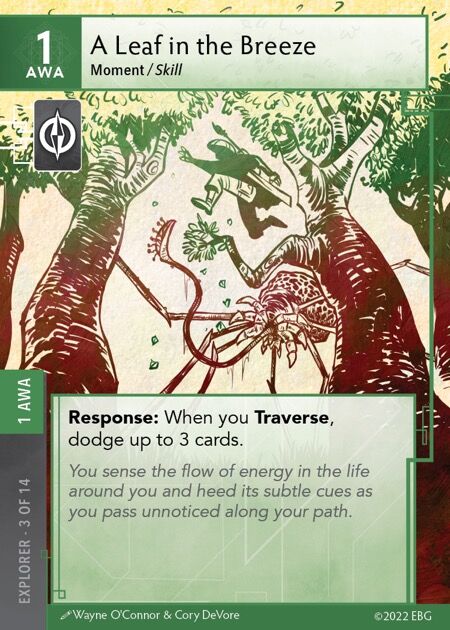 1
AWA
A Leaf in the Breeze
Moment / Skill
1 AWA
EXPLORER - 3 OF 14
Response: When you Traverse,
dodge up to 3 cards.
You sense the flow of energy in the life
around you and heed its subtle cues as
you pass unnoticed along your path.
Wayne O'Connor & Cory DeVore
©2022 EBG